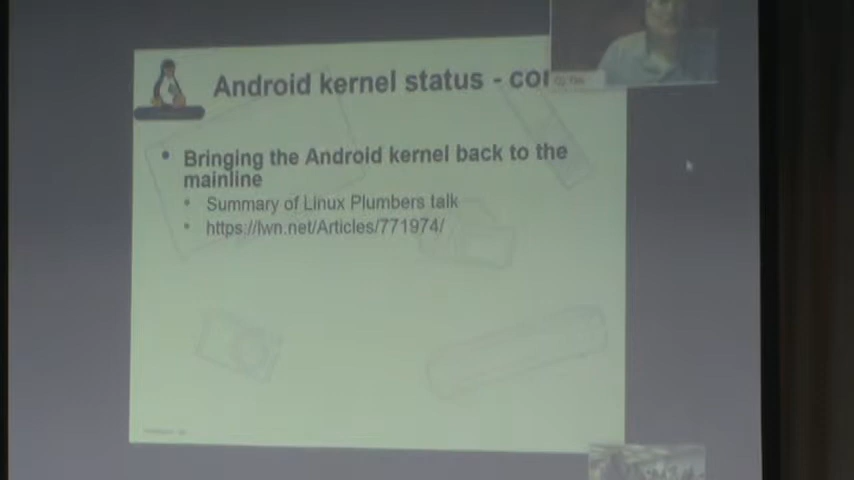 Android kernel status - con
• Bringing the Android kernel back to the
mainline
• Summary of Linux Plumbers talk
• https://lwn.net/Articles/771974/